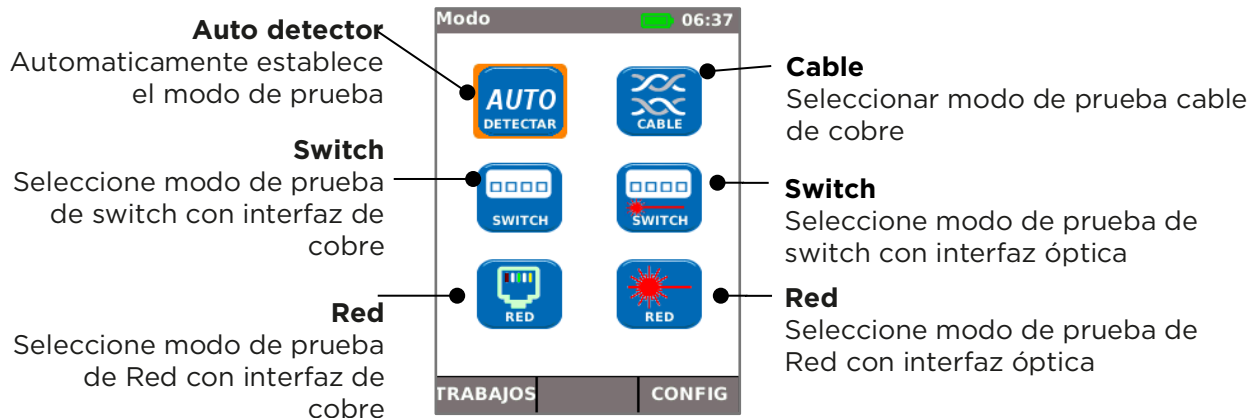 Auto detector
Automaticamente establece
el modo de prueba
Switch
Seleccione modo de prueba
de switch con interfaz de
cobre
Red
Seleccione modo de prueba
de Red con interfaz de
cobre
Modo 06:37
AUTO
DETECTAR
CABLE
SWITCH
SWITCH
RED
RED
TRABAJOS CONFIG
Cable
Seleccionar modo de prueba cable
de cobre
Switch
Seleccione modo de prueba de
switch con interfaz óptica
Red
Seleccione modo de prueba de
Red con interfaz óptica